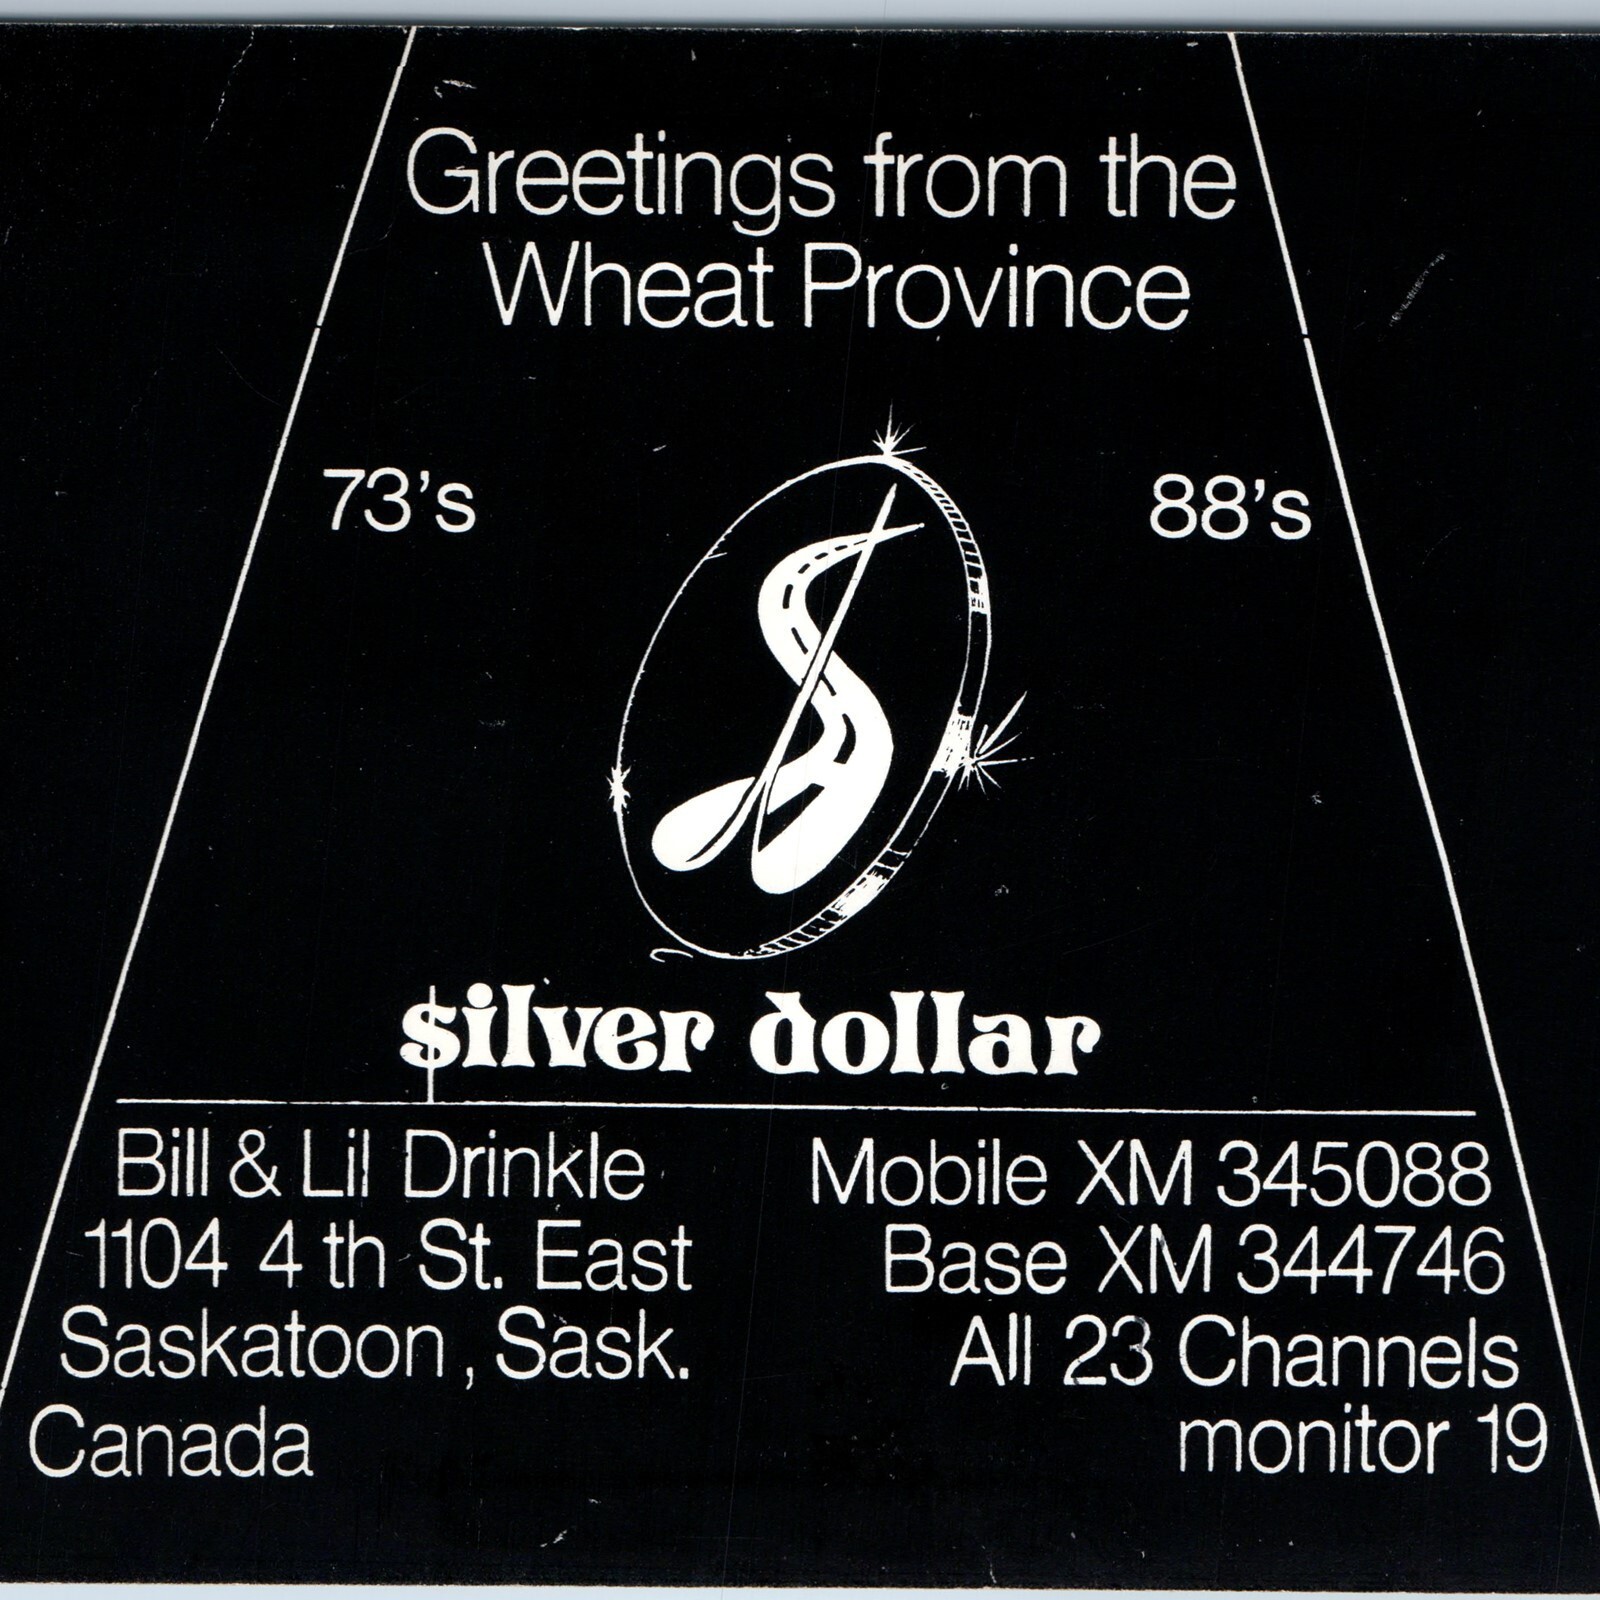 Greetings from the
Wheat Province
73's
88's
$ilver dollar
Bill & Lil Drinkle
1104 4 th St. East
Saskatoon, Sask.
Canada
Mobile XM 345088
Base XM 344746
All 23 Channels
monitor 19